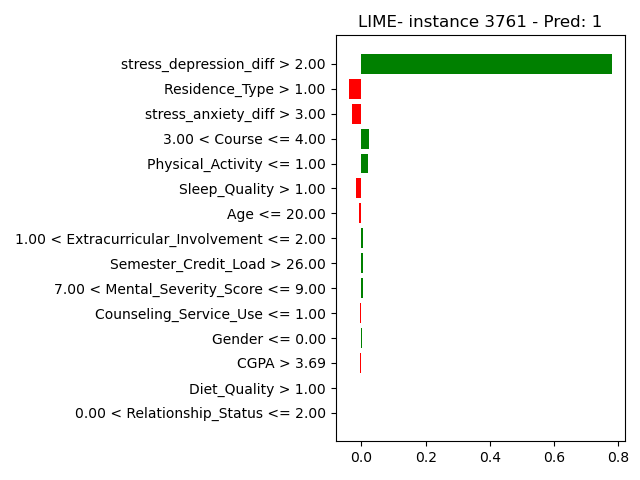 LIME- instance 3761 - Pred: 1
stress_depression_diff > 2.00
Residence_Type > 1.00
stress_anxiety_diff > 3.00
3.00 < Course <= 4.00
Physical_Activity <= 1.00
Sleep_Quality > 1.00
Age <= 20.00
1.00 < Extracurricular_Involvement <= 2.00
Semester_Credit_Load > 26.00
7.00 < Mental_Severity_Score <= 9.00
Counseling_Service_Use <= 1.00
Gender <= 0.00
CGPA > 3.69
Diet_Quality > 1.00
0.00 < Relationship_Status <= 2.00
0.0 0.2 0.4 0.6 0.8